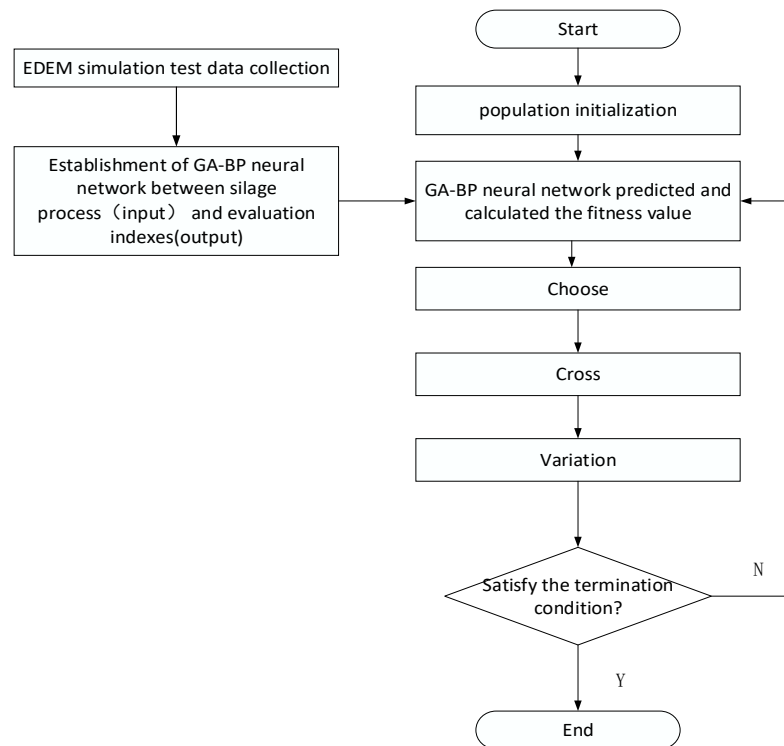 Start
EDEM simulation test data collection
population initialization
Establishment of GA-BP neural
network between silage
process（input） and evaluation
indexes(output)
GA-BP neural network predicted and
calculated the fitness value
Choose
Cross
Variation
Satisfy the termination
condition?
N
Y
End